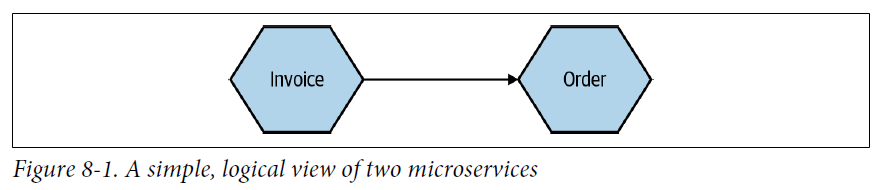 Invoice
Order
Figure 8-1. A simple, logical view of two microservices